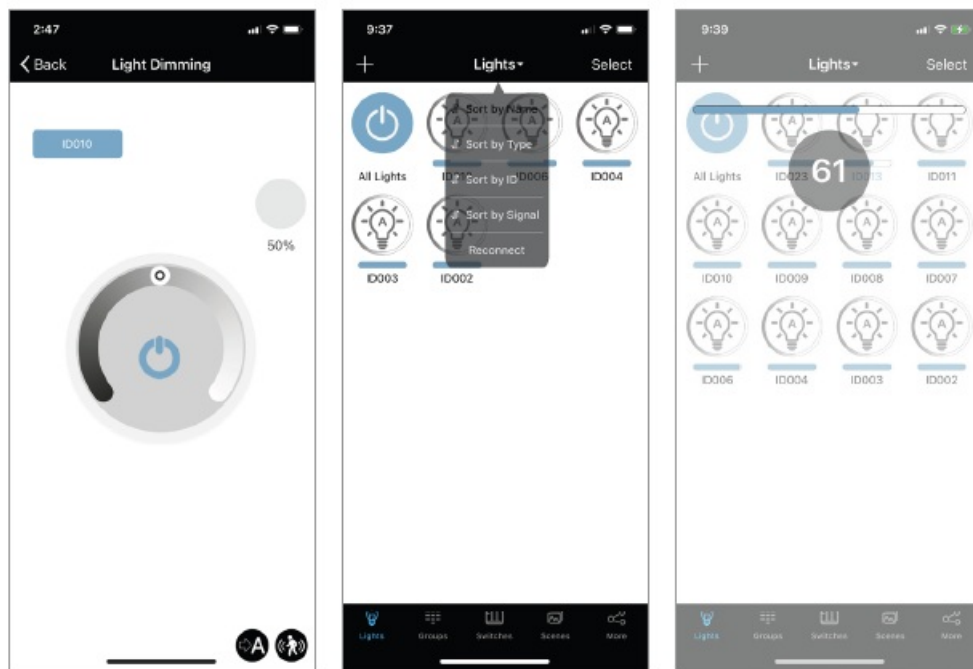 2:47
Back Light Dimming
ID010
50%
A
9:37
Lights
Select
Sort by Name
Sort by Type
Sort by ID
Sort by Signal
Reconnect
A A A
All Lights
ID006
ID004
A A
ID003
ID002
Lights Groups Switches Scenes More
9:39
Lights
Select
61
A A A
All Lights
ID023
ID013
ID011
A A A A
ID010 ID009 ID008 ID007
A A A A
ID006 ID004 ID003 ID002
Lights Groups Switches Scenes More